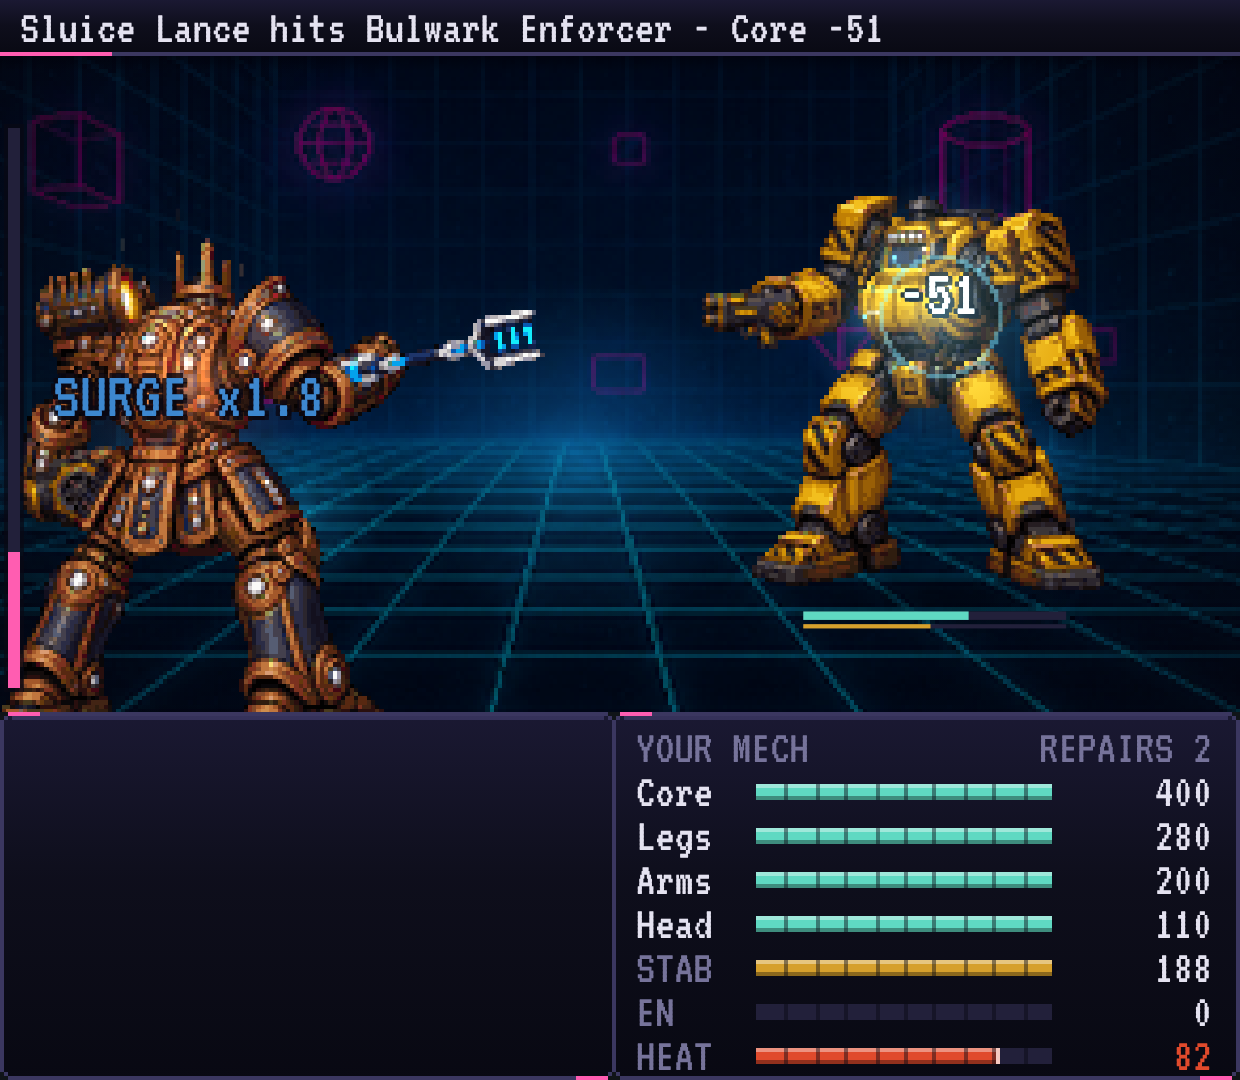 Sluice Lance hits Bulwark Enforcer - Core -51
-51
SURGE x1.8
YOUR MECH REPAIRS 2
Core 400
Legs 280
Arms 200
Head 110
STAB 188
EN 0
HEAT 82